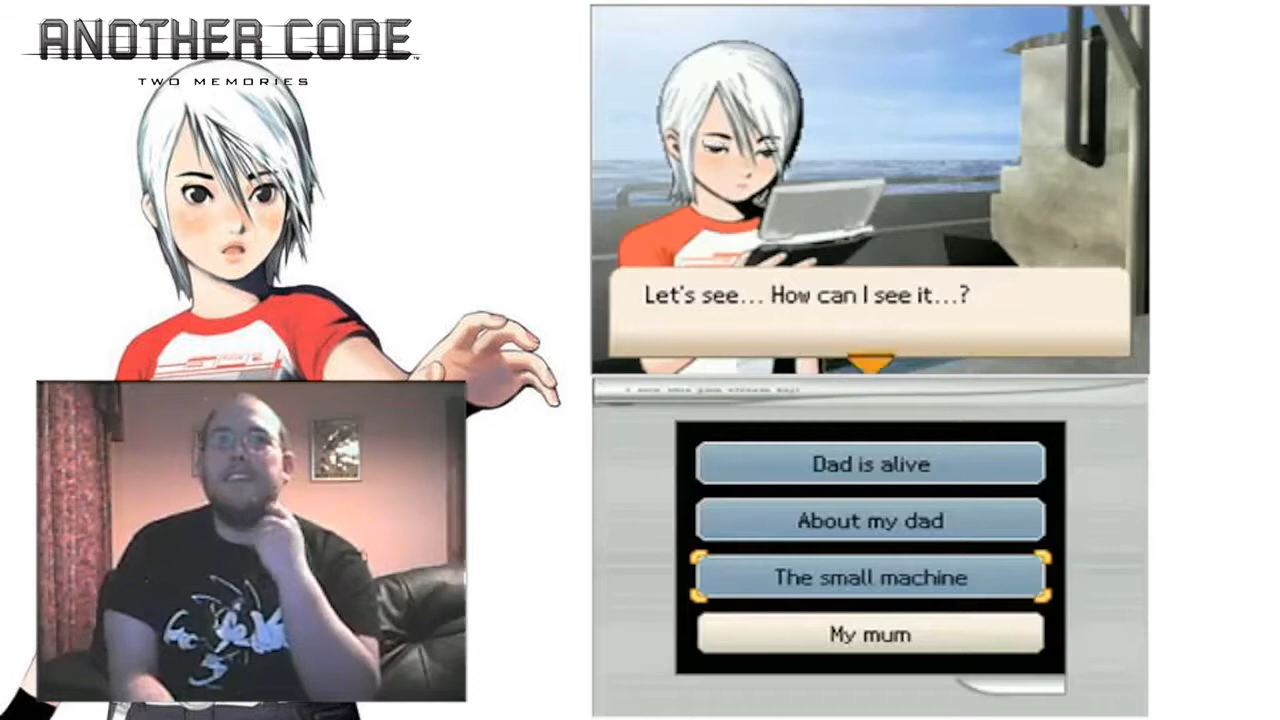 ANOTHER CODE
TWO MEMORIES
Let's see... How can I see it...?
Dad is alive
About my dad
The small machine
My mum